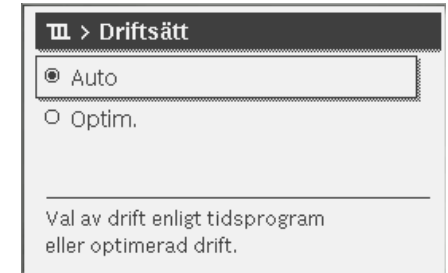 > Driftsätt
Auto
Optim.
Val av drift enligt tidsprogram
eller optimerad drift.